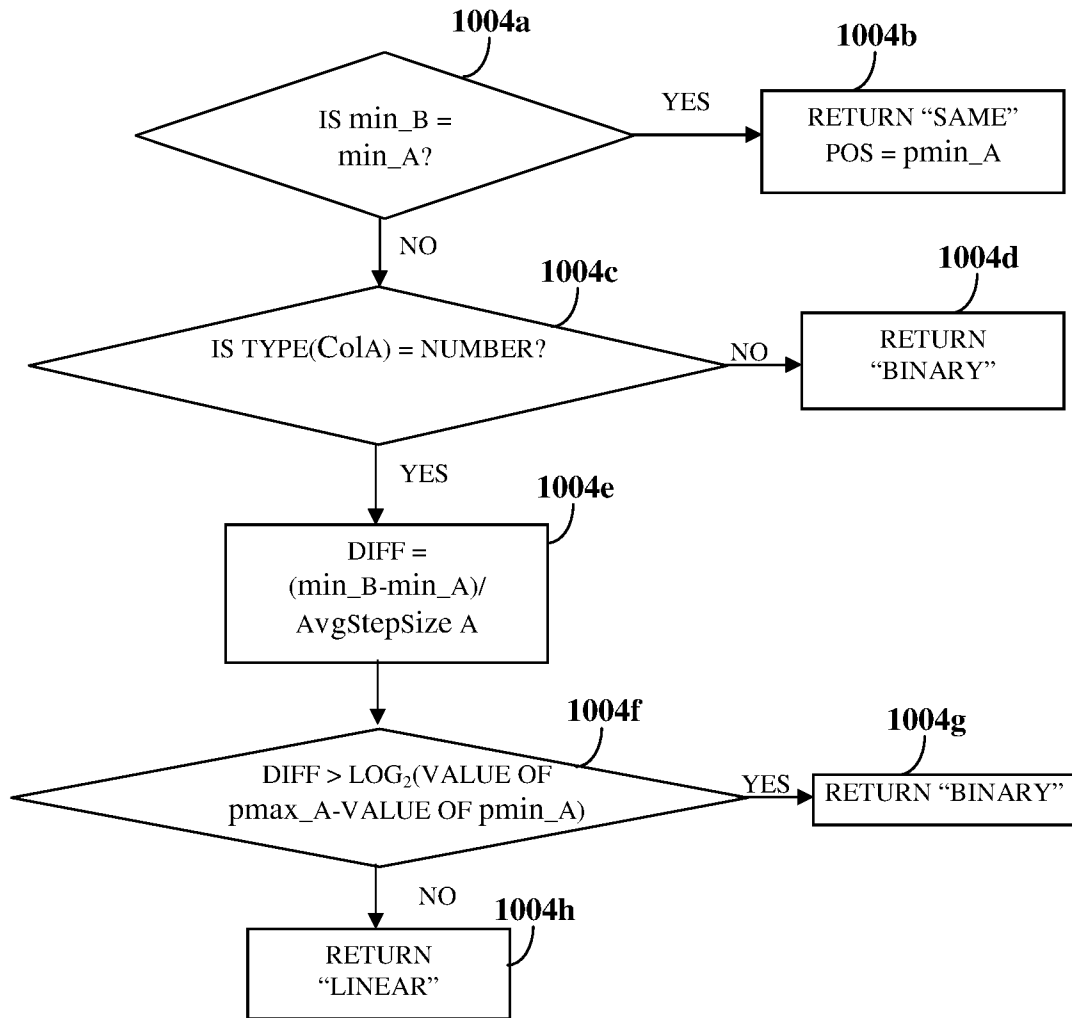 1004a
1004b
IS min_B =
min_A?
YES
RETURN “SAME”
POS = pmin_A
NO
1004c
1004d
IS TYPE(ColA) = NUMBER?
NO
RETURN
“BINARY”
YES
1004e
DIFF =
(min_B-min_A)/
AvgStepSize A
1004f
1004g
DIFF > LOG₂(VALUE OF
pmax_A-VALUE OF pmin_A)
YES
RETURN “BINARY”
NO
1004h
RETURN
“LINEAR”